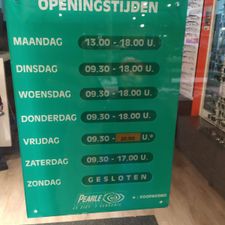 OPENINGSTIJDEN
MAANDAG 13.00 - 18.00 U.
DINSDAG 09.30 - 18.00 U.
WOENSDAG 09.30 - 18.00 U.
DONDERDAG 09.30 - 18.00 U.
VRIJDAG 09.30 - U.*
ZATERDAG 09.30 - 17.00 U.
ZONDAG GESLOTEN
PEARLE